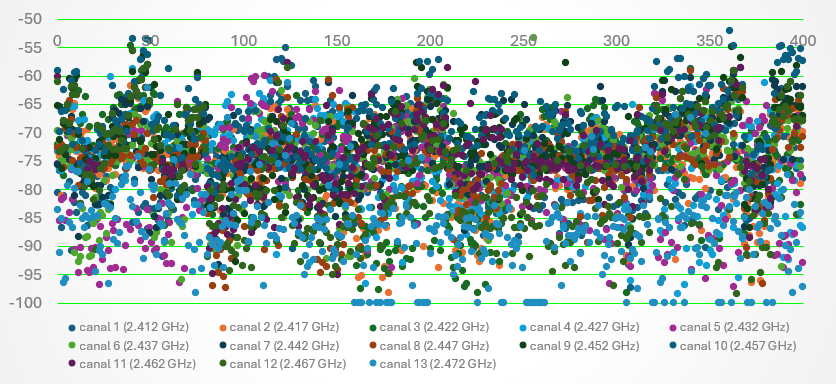 -50
0 50 100 150 200 250 300 350 400
-55
-60
-65
-70
-75
-80
-85
-90
-95
-100
canal 1 (2.412 GHz) canal 2 (2.417 GHz) canal 3 (2.422 GHz) canal 4 (2.427 GHz) canal 5 (2.432 GHz)
canal 6 (2.437 GHz) canal 7 (2.442 GHz) canal 8 (2.447 GHz) canal 9 (2.452 GHz) canal 10 (2.457 GHz)
canal 11 (2.462 GHz) canal 12 (2.467 GHz) canal 13 (2.472 GHz)